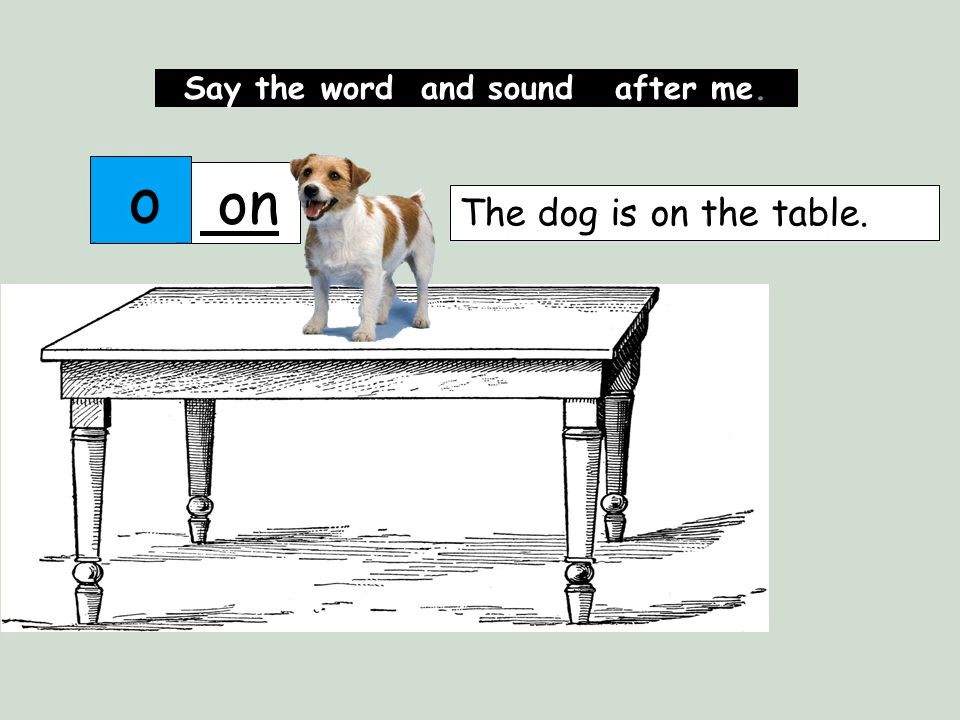 Say the word and sound after me.
o on
The dog is on the table.